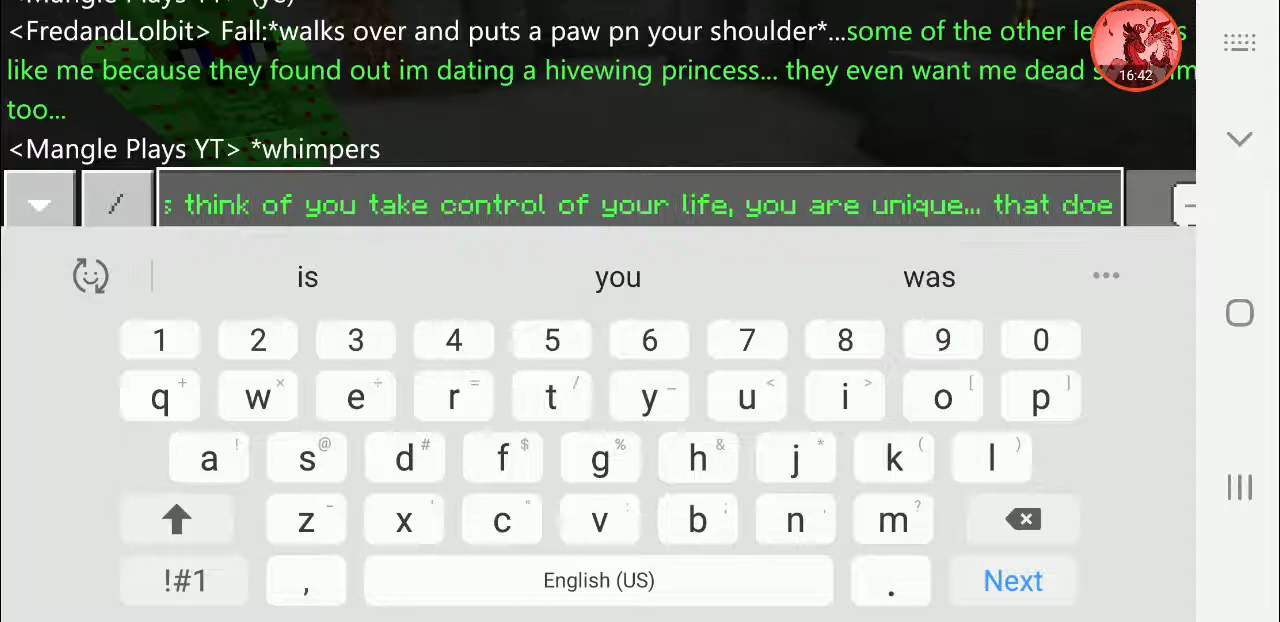 <FredandLolbit> Fall:*walks over and puts a paw pn your shoulder*...some of the other le s
like me because they found out im dating a hivewing princess... they even want me dead s im
too...
<Mangle Plays YT> *whimpers
/ s think of you take control of your life, you are unique... that doe
16:42
is you was
1 2 3 4 5 6 7 8 9 0
q + w × e ÷ r = t / y _ u < i > o [ p ]
a ! s @ d # f $ g % h & j * k ( l )
z - x ' c " v : b ; n , m ?
!#1 , English (US) . Next